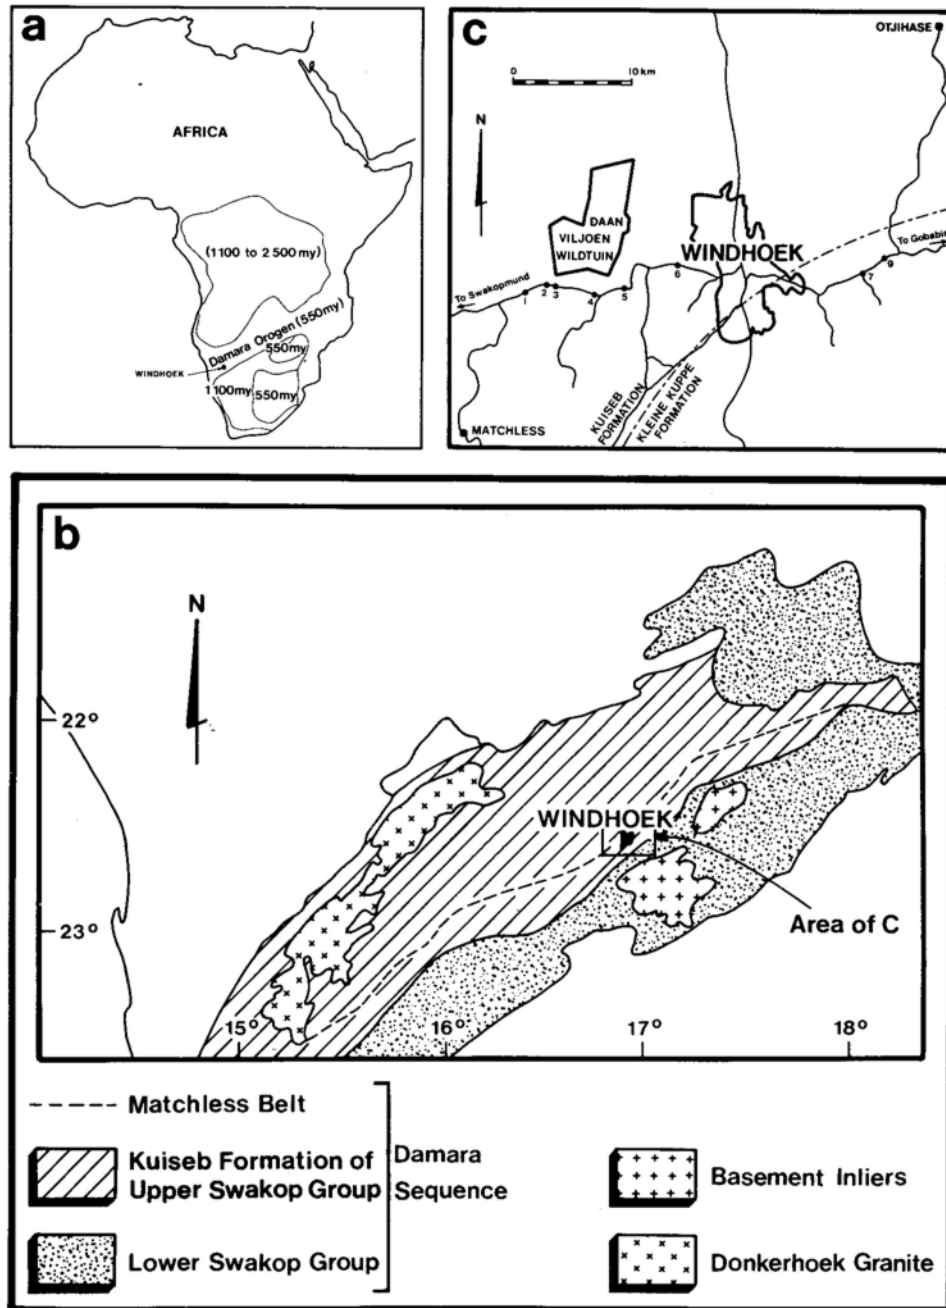 a
AFRICA
(1100 to 2500my)
Damara Orogen (550my)
WINDHOEK
550my
1100my
550my
c
OTJIHASE
0 10 km
N
DAAN
VILJOEN
WILDTUIN
WINDHOEK
To Gobabis
To Swakopmund
1
2
3
4
5
6
7
9
KUISEB
FORMATION
KLEINE KUPPE
FORMATION
MATCHLESS
b
N
22°
WINDHOEK
23°
Area of C
15°
16°
17°
18°
Matchless Belt
Kuiseb Formation of
Upper Swakop Group
Damara
Sequence
Lower Swakop Group
Basement Inliers
Donkerhoek Granite